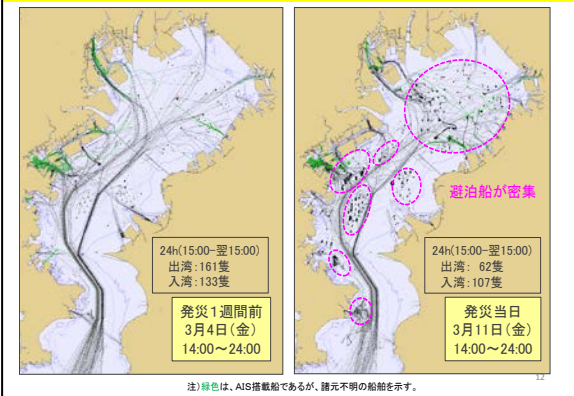 24h(15:00-翌15:00)
出湾:161隻
入湾:133隻
発災1週間前
3月4日(金)
14:00～24:00
避泊船が密集
24h(15:00-翌15:00)
出湾: 62隻
入湾:107隻
発災当日
3月11日(金)
14:00～24:00
注)緑色は、AIS搭載船であるが、諸元不明の船舶を示す。
12